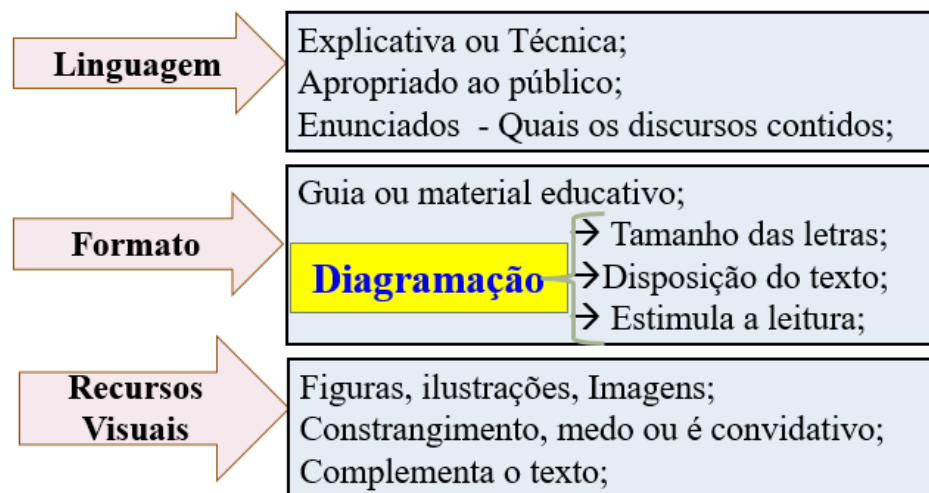 Linguagem
Explicativa ou Técnica;
Apropriado ao público;
Enunciados - Quais os discursos contidos;
Formato
Guia ou material educativo;
Diagramação
→ Tamanho das letras;
→Disposição do texto;
→ Estimula a leitura;
Recursos
Visuais
Figuras, ilustrações, Imagens;
Constrangimento, medo ou é convidativo;
Complementa o texto;